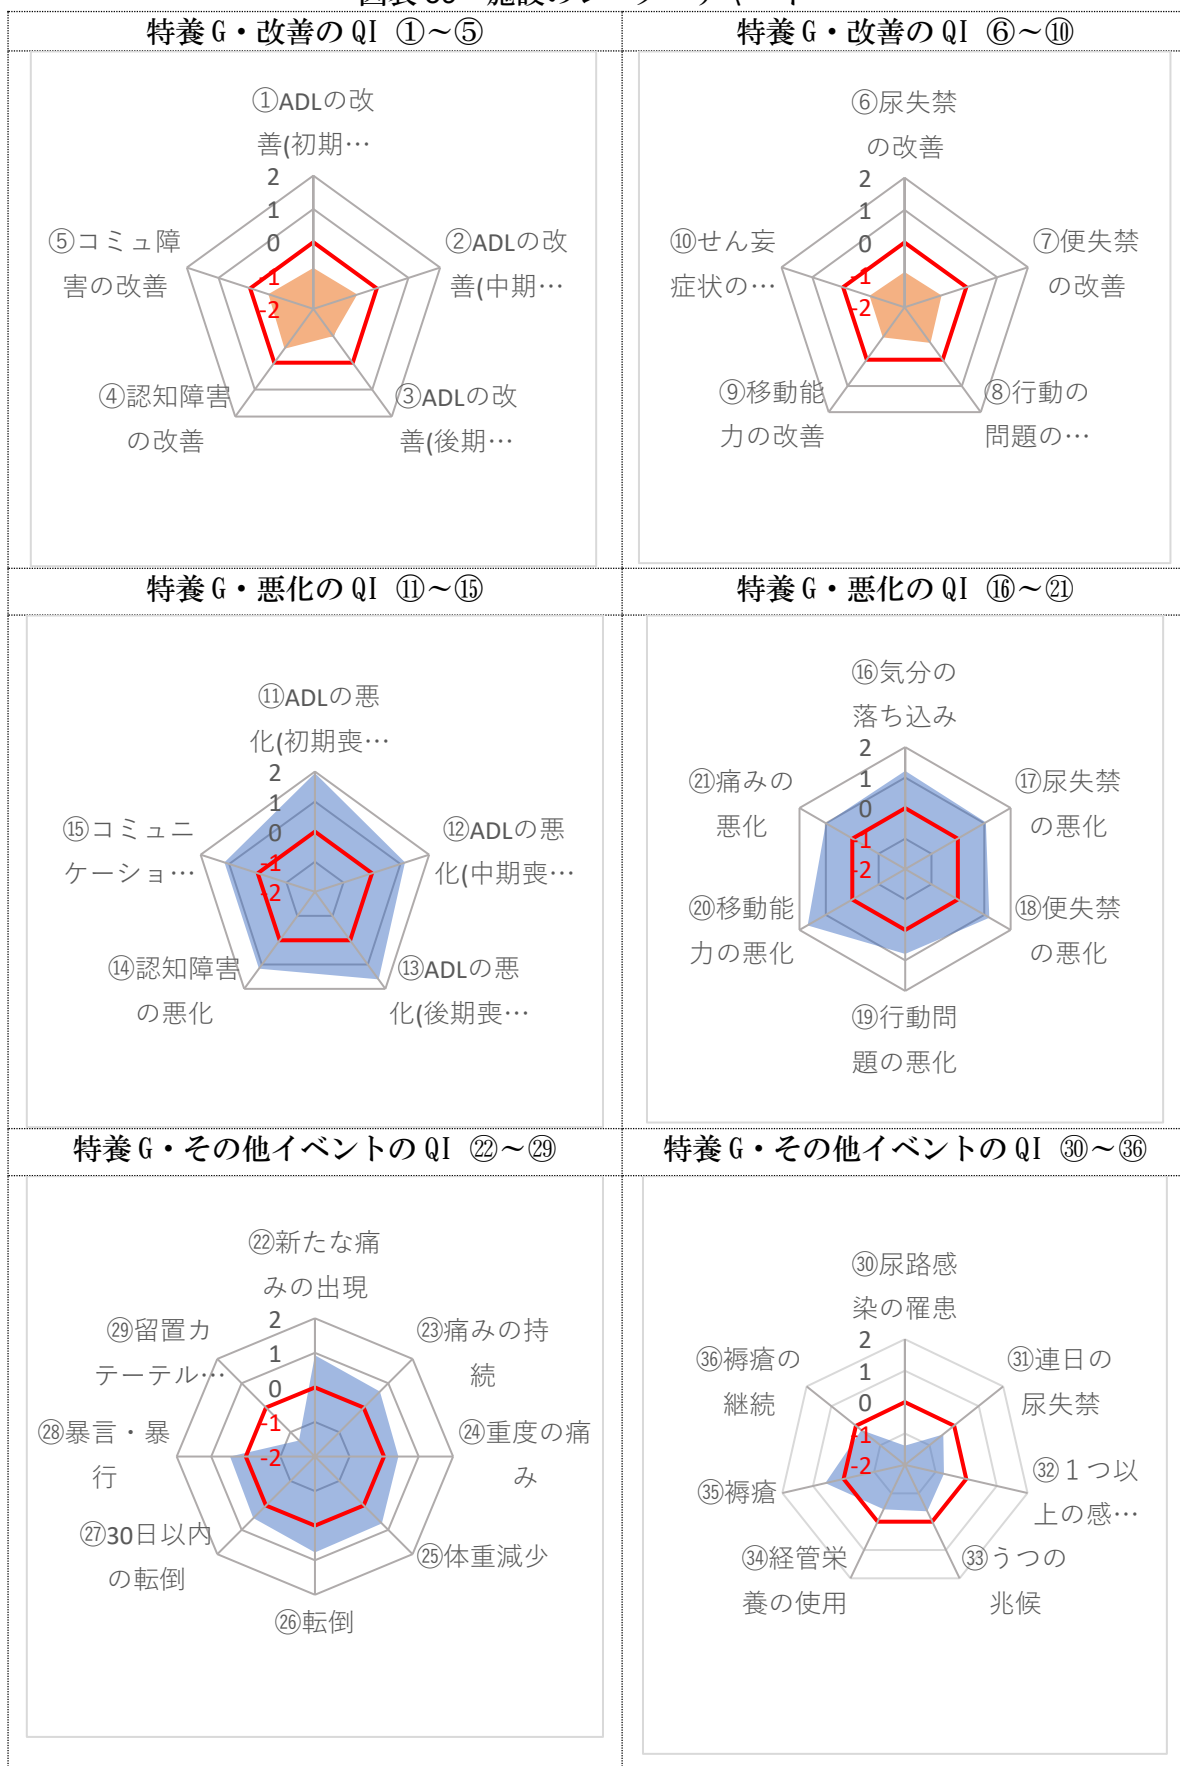 特養G・改善のQI ①～⑤
特養G・改善のQI ⑥～⑩
①ADLの改
善(初期…
2
1
0
-1
-2
②ADLの改
善(中期…
③ADLの改
善(後期…
④認知障害
の改善
⑤コミュ障
害の改善
⑥尿失禁
の改善
2
1
0
-1
-2
⑦便失禁
の改善
⑧行動の
問題の…
⑨移動能
力の改善
⑩せん妄
症状の…
特養G・悪化のQI ⑪～⑮
特養G・悪化のQI ⑯～㉑
⑪ADLの悪
化(初期喪…
2
1
0
-1
-2
⑫ADLの悪
化(中期喪…
⑬ADLの悪
化(後期喪…
⑭認知障害
の悪化
⑮コミュニ
ケーショ…
⑯気分の
落ち込み
2
1
0
-1
-2
⑰尿失禁
の悪化
⑱便失禁
の悪化
⑲行動問
題の悪化
⑳移動能
力の悪化
㉑痛みの
悪化
特養G・その他イベントのQI ㉒～㉙
特養G・その他イベントのQI ㉚～㊱
㉒新たな痛
みの出現
2
1
0
-1
-2
㉓痛みの持
続
㉔重度の痛
み
㉕体重減少
㉖転倒
㉗30日以内
の転倒
㉘暴言・暴
行
㉙留置カ
テーテル…
㉚尿路感
染の罹患
2
1
0
-1
-2
㉛連日の
尿失禁
㉜１つ以
上の感…
㉝うつの
兆候
㉞経管栄
養の使用
㉟褥瘡
㊱褥瘡の
継続